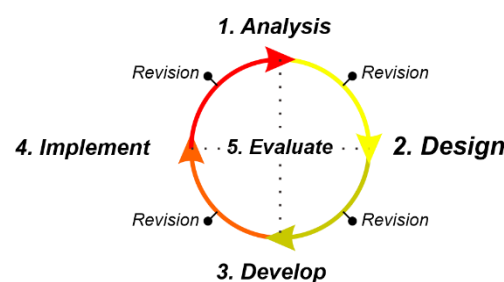 1. Analysis
Revision
Revision
4. Implement
5. Evaluate
2. Design
Revision
Revision
3. Develop